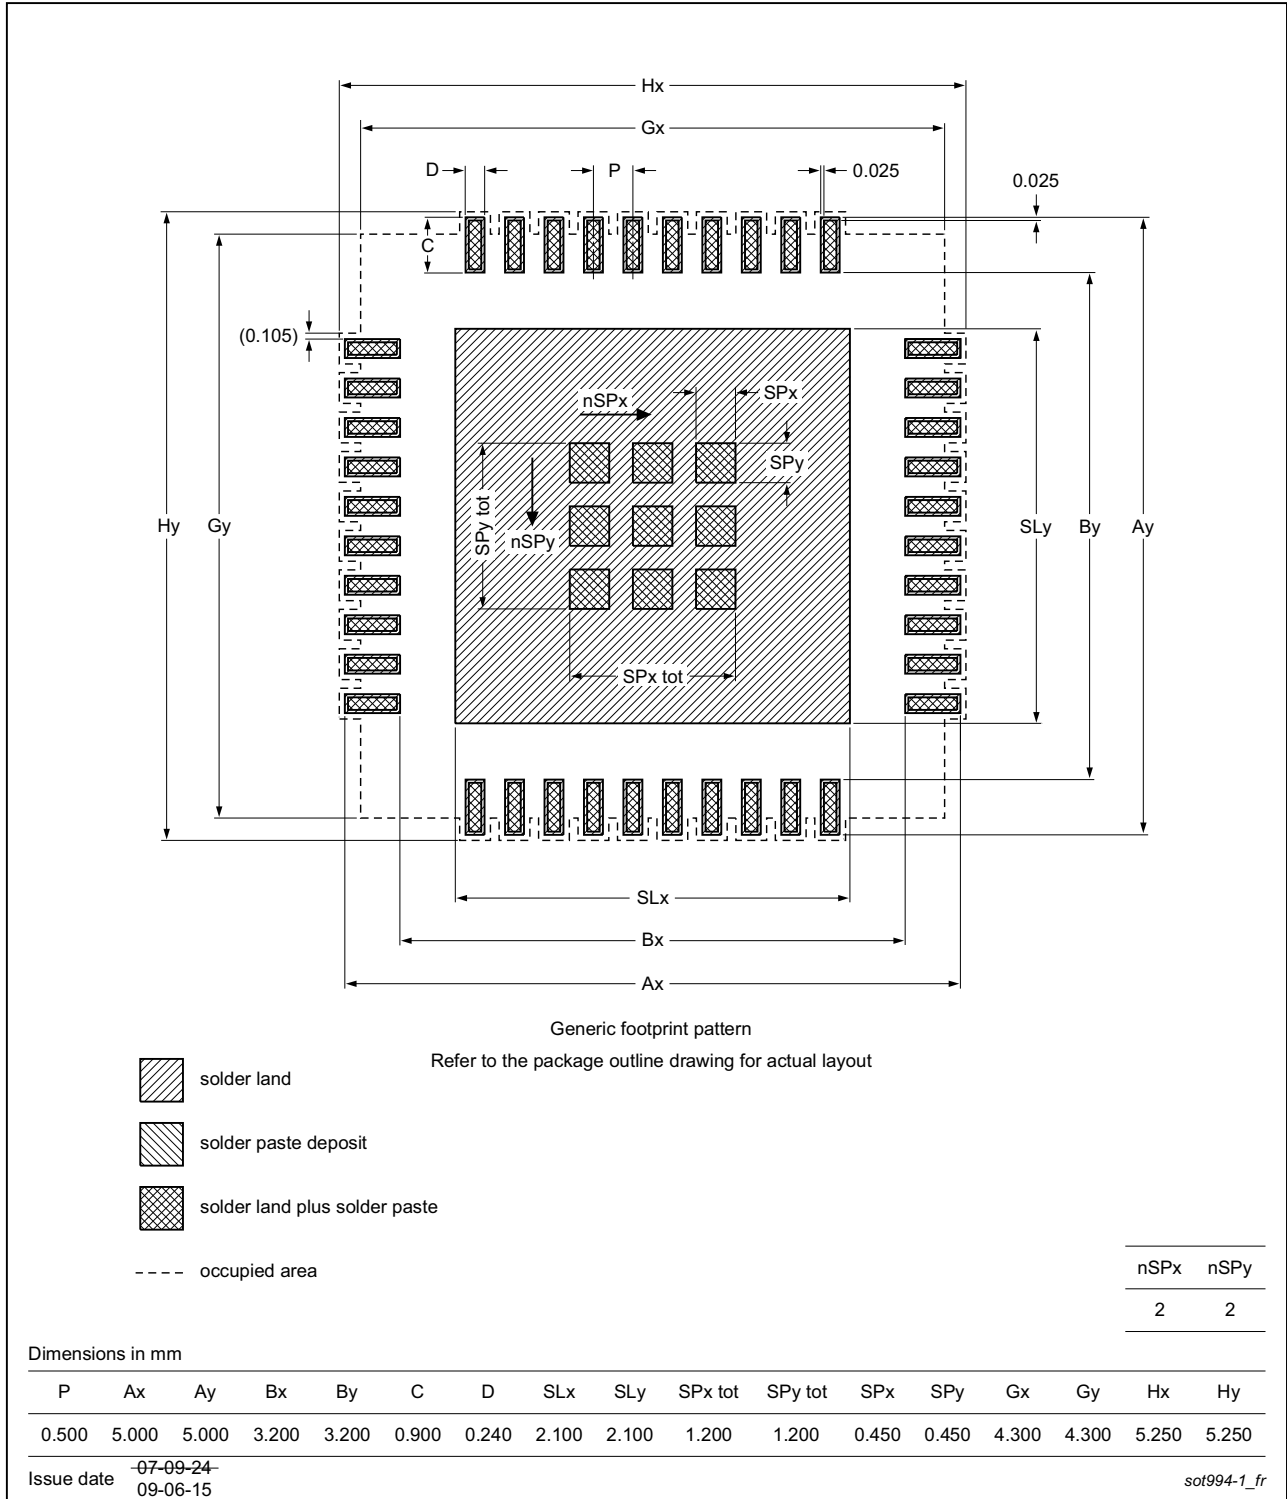 Hx
Gx
D
P
0.025
0.025
C
(0.105)
nSPx
SPx
SPy
SPy tot
nSPy
Hy
Gy
SLy
By
Ay
SPx tot
SLx
Bx
Ax
Generic footprint pattern
Refer to the package outline drawing for actual layout
solder land
solder paste deposit
solder land plus solder paste
occupied area
nSPx nSPy
2 2
Dimensions in mm
P Ax Ay Bx By C D SLx SLy SPx tot SPy tot SPx SPy Gx Gy Hx Hy
0.500 5.000 5.000 3.200 3.200 0.900 0.240 2.100 2.100 1.200 1.200 0.450 0.450 4.300 4.300 5.250 5.250
Issue date 07-09-24
09-06-15
sot994-1_fr